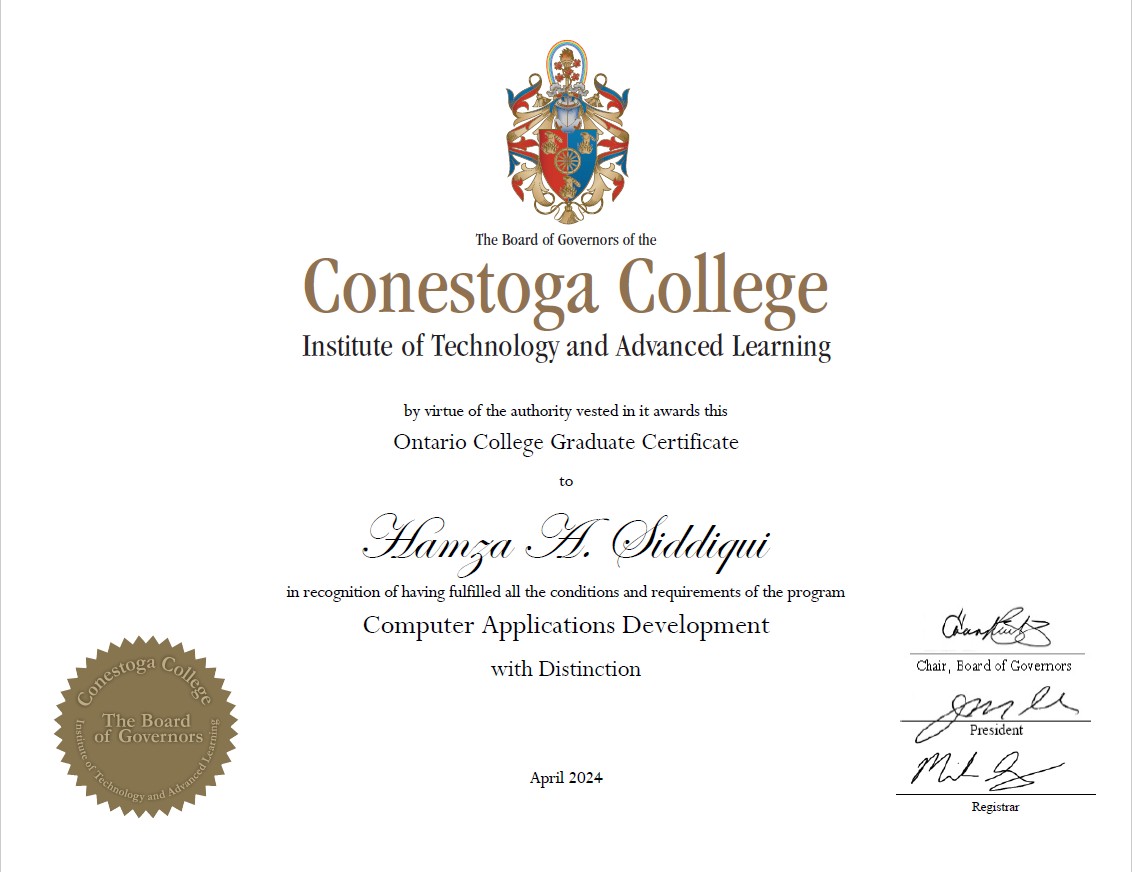 The Board of Governors of the
Conestoga College
Institute of Technology and Advanced Learning
by virtue of the authority vested in it awards this
Ontario College Graduate Certificate
to
Hamza A. Siddiqui
in recognition of having fulfilled all the conditions and requirements of the program
Computer Applications Development
with Distinction
Chair, Board of Governors
President
Registrar
Conestoga College
The Board
of Governors
Institute of Technology and Advanced Learning
April 2024